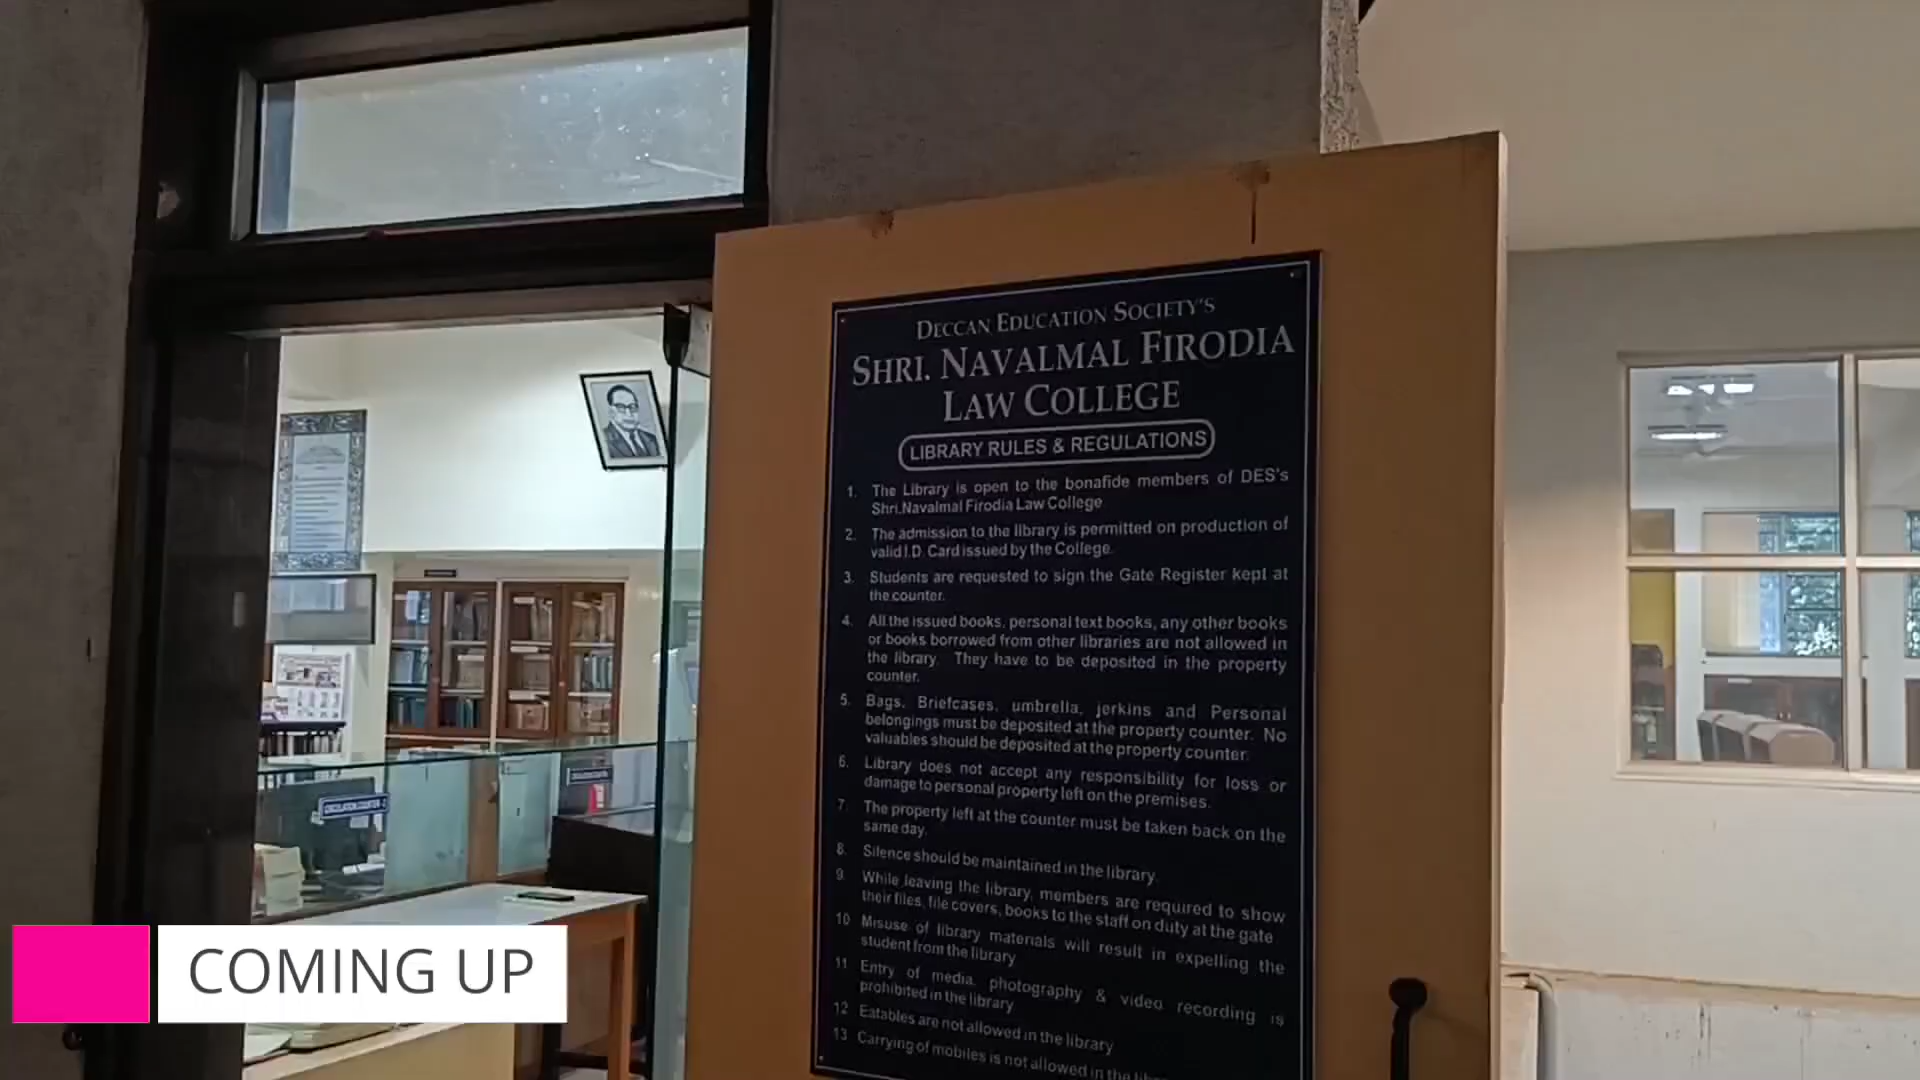 DECCAN EDUCATION SOCIETY'S
SHRI. NAVALMAL FIRODIA
LAW COLLEGE
LIBRARY RULES & REGULATIONS
1. The Library is open to the bonafide members of DES's
Shri.Navalmal Firodia Law College
2. The admission to the library is permitted on production of
valid I.D. Card issued by the College.
3. Students are requested to sign the Gate Register kept at
the counter.
4. All the issued books, personal text books, any other books
or books borrowed from other libraries are not allowed in
the library. They have to be deposited in the property
counter.
5. Bags, Briefcases, umbrella, jerkins and Personal
belongings must be deposited at the property counter. No
valuables should be deposited at the property counter.
6. Library does not accept any responsibility for loss or
damage to personal property left on the premises.
7. The property left at the counter must be taken back on the
same day.
8. Silence should be maintained in the library.
9. While leaving the library, members are required to show
their files, file covers, books to the staff on duty at the gate
10 Misuse of library materials will result in expelling the
student from the library
11 Entry of media, photography & video recording is
prohibited in the library
12 Eatables are not allowed in the library
13 Carrying of mobiles is not allowed in the
CIRCULATION COUNTER - 2
COMING UP